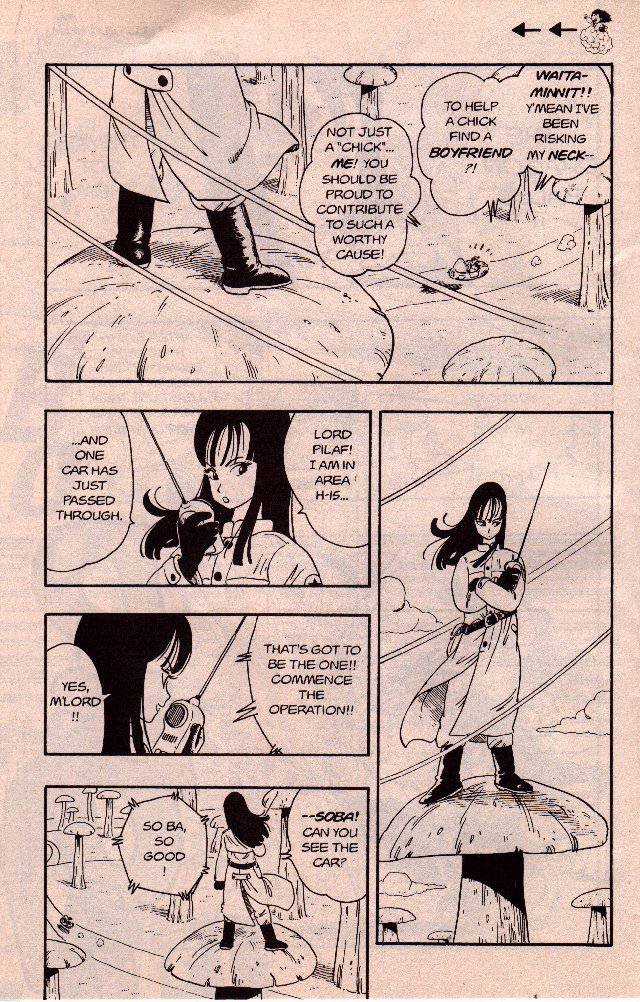 WAITA-
MINNIT!!
Y'MEAN I'VE
BEEN
RISKING
MY NECK--
TO HELP
A CHICK
FIND A
BOYFRIEND
?!
NOT JUST
A "CHICK"...
ME! YOU
SHOULD BE
PROUD TO
CONTRIBUTE
TO SUCH A
WORTHY
CAUSE!
LORD
PILAF!
I AM IN
AREA
H-15...
...AND
ONE
CAR HAS
JUST
PASSED
THROUGH.
THAT'S GOT TO
BE THE ONE!!
COMMENCE
THE
OPERATION!!
YES,
M'LORD
!!
--SOBA!
CAN YOU
SEE THE
CAR?
SO BA,
SO
GOOD
!